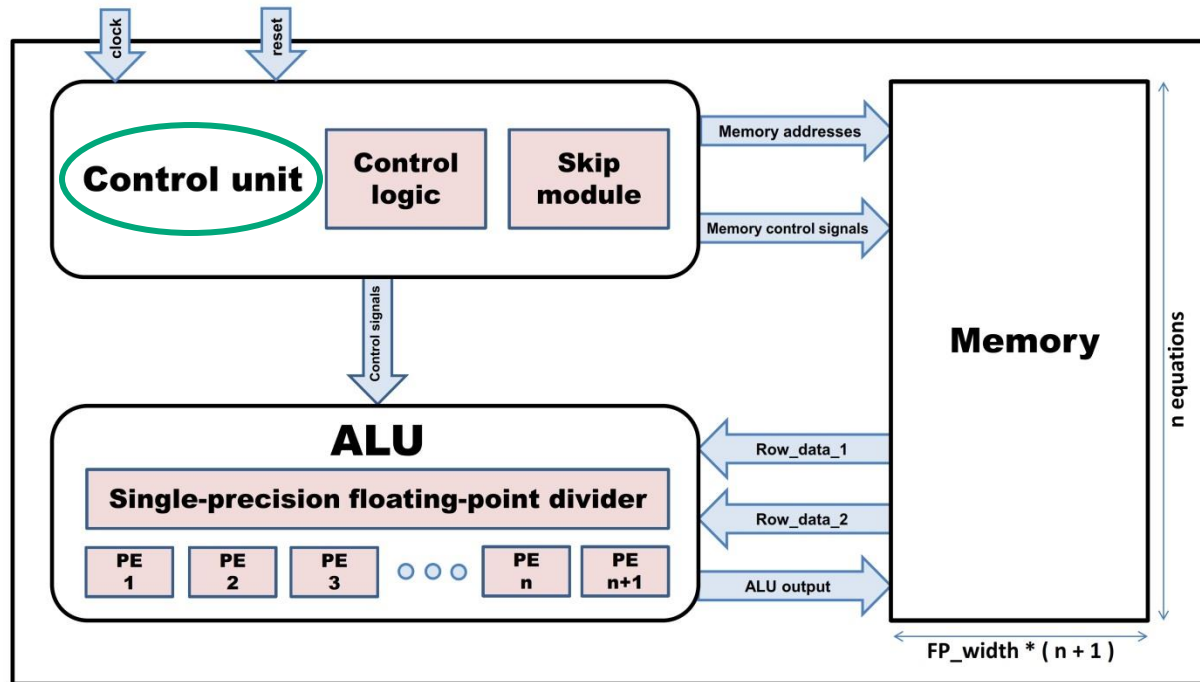 clock
reset
Control unit
Control
logic
Skip
module
Memory addresses
Memory control signals
Control signals
Memory
n equations
ALU
Single-precision floating-point divider
PE
1
PE
2
PE
3
PE
n
PE
n+1
Row_data_1
Row_data_2
ALU output
FP_width * ( n + 1 )